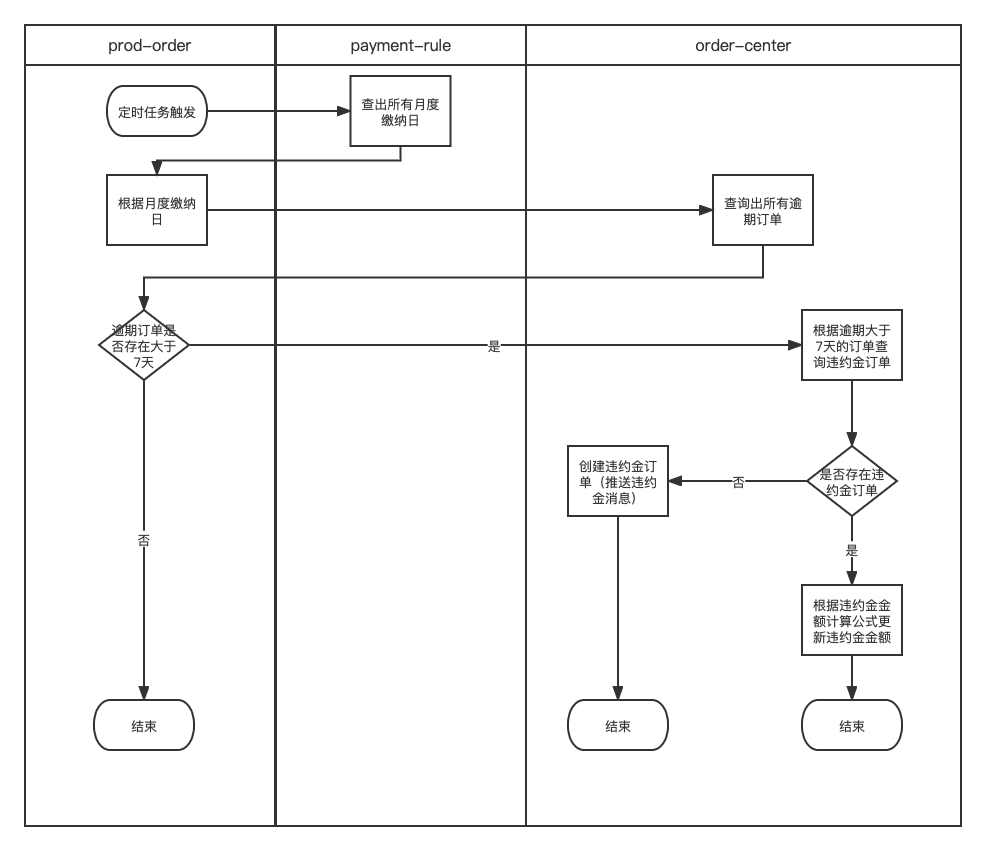 prod-order
payment-rule
order-center
定时任务触发
查出所有月度
缴纳日
根据月度缴纳
日
查询出所有逾
期订单
逾期订单是
否存在大于
7天
是
根据逾期大于
7天的订单查
询违约金订单
创建违约金订
单（推送违约
金消息）
否
是否存在违
约金订单
否
是
根据违约金金
额计算公式更
新违约金金额
结束
结束
结束